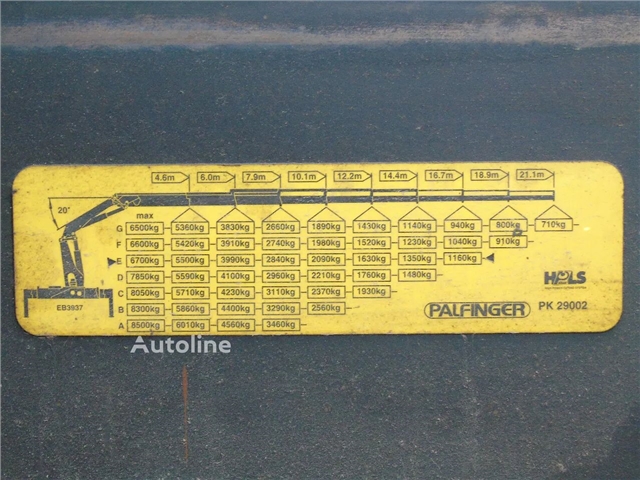 4.6m 6.0m 7.9m 10.1m 12.2m 14.4m 16.7m 18.9m 21.1m
20°
max
G 6500kg 5360kg 3830kg 2660kg 1890kg 1430kg 1140kg 940kg 800kg 710kg
F 6600kg 5420kg 3910kg 2740kg 1980kg 1520kg 1230kg 1040kg 910kg
E 6700kg 5500kg 3990kg 2840kg 2090kg 1630kg 1350kg 1160kg
D 7850kg 5590kg 4100kg 2960kg 2210kg 1760kg 1480kg
C 8050kg 5710kg 4230kg 3110kg 2370kg 1930kg
B 8300kg 5860kg 4400kg 3290kg 2560kg
A 8500kg 6010kg 4560kg 3460kg
EB3937
HPLS
PALFINGER PK 29002
Autoline